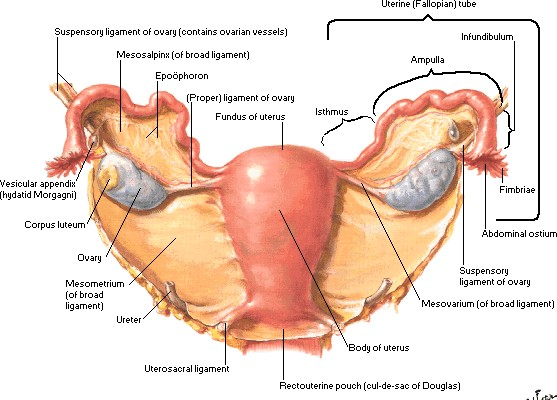 Uterine (Fallopian) tube
Suspensory ligament of ovary (contains ovarian vessels)
Infundibulum
Mesosalpinx (of broad ligament)
Ampulla
Epoöphoron
(Proper) ligament of ovary
Isthmus
Fundus of uterus
Vesicular appendix
(hydatid Morgagni)
Fimbriae
Corpus luteum
Abdominal ostium
Ovary
Suspensory
ligament of ovary
Mesometrium
(of broad
ligament)
Mesovarium (of broad ligament)
Ureter
Body of uterus
Uterosacral ligament
Rectouterine pouch (cul-de-sac of Douglas)